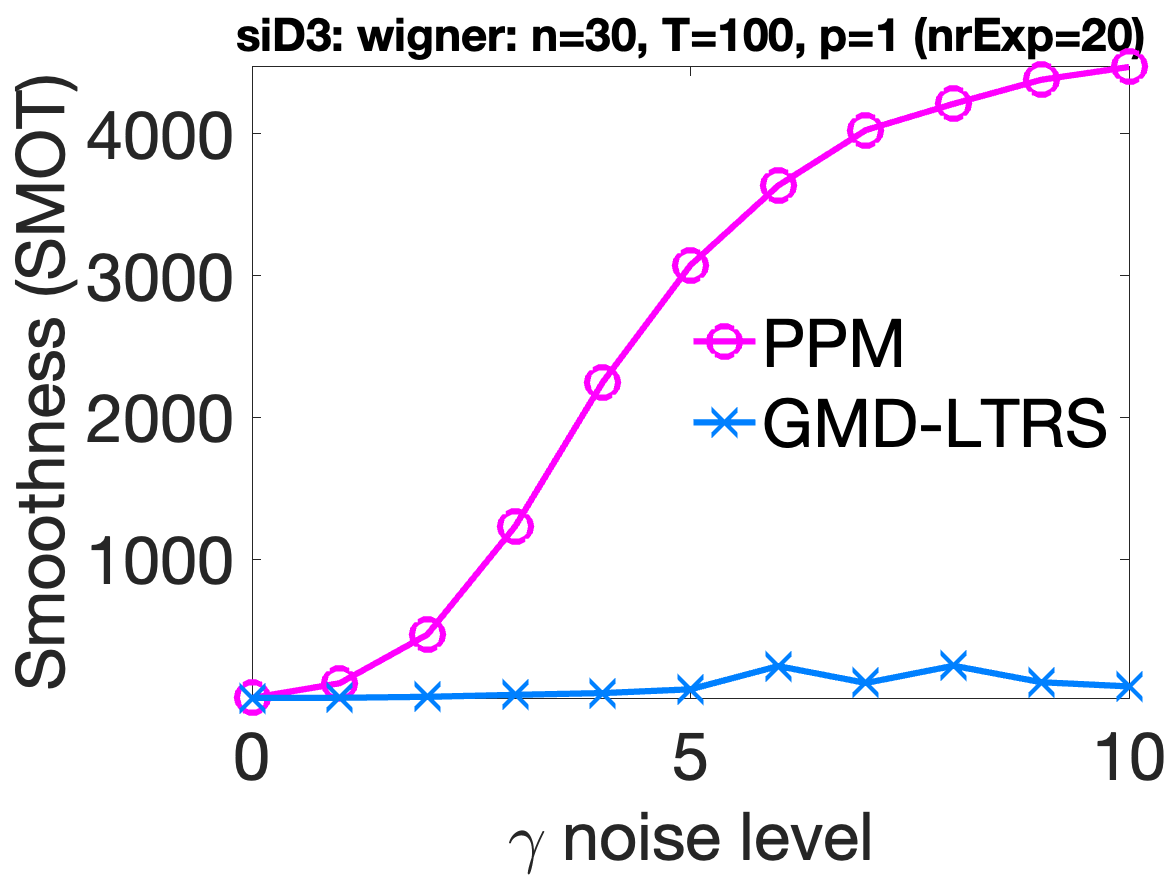 siD3: wigner: n=30, T=100, p=1 (nrExp=20)
Smoothness (SMOT)
4000
3000
2000
1000
PPM
GMD-LTRS
0
5
10
γ noise level